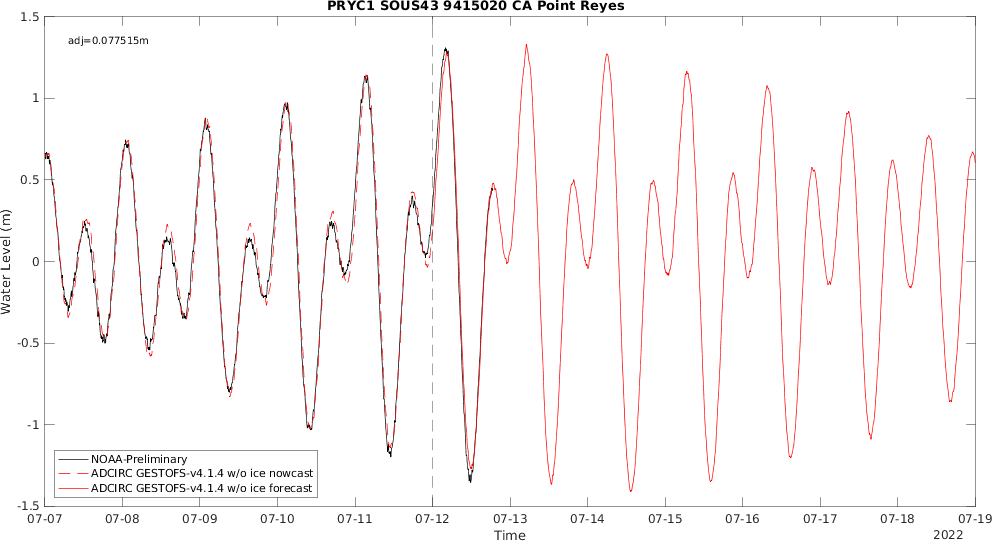 PRYC1 SOUS43 9415020 CA Point Reyes
adj=0.077515m
1.5
1
0.5
0
-0.5
-1
-1.5
Water Level (m)
NOAA-Preliminary
ADCIRC GESTOFS-v4.1.4 w/o ice nowcast
ADCIRC GESTOFS-v4.1.4 w/o ice forecast
07-07 07-08 07-09 07-10 07-11 07-12 07-13 07-14 07-15 07-16 07-17 07-18 07-19
Time
2022